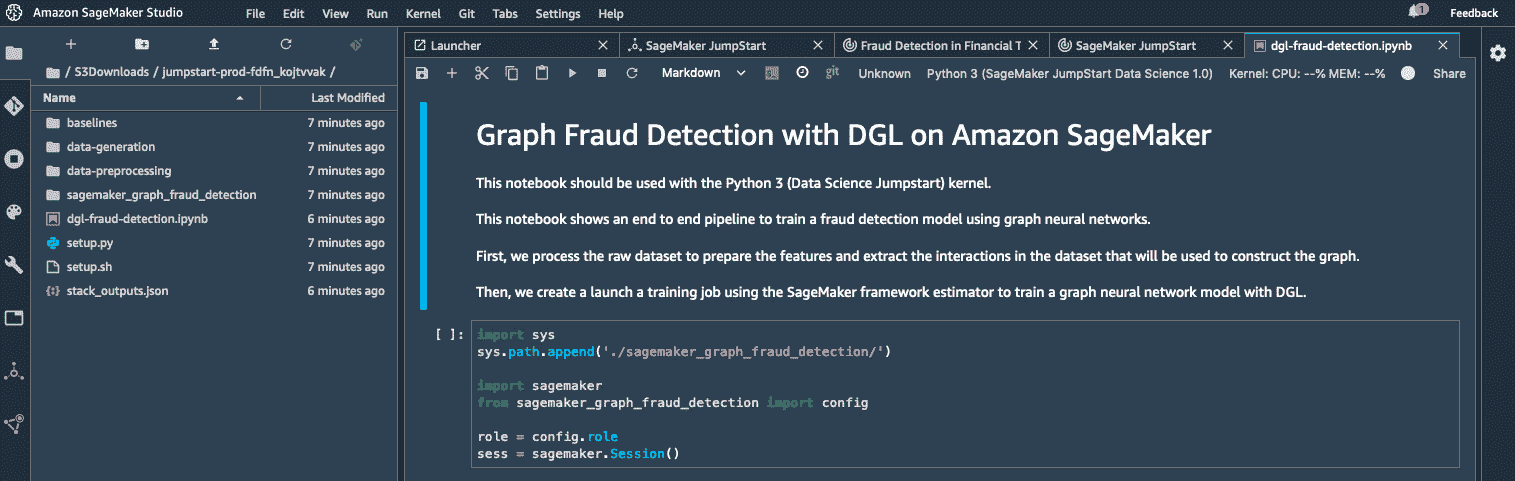 Amazon SageMaker Studio File Edit View Run Kernel Git Tabs Settings Help 1 Feedback
Launcher SageMaker JumpStart Fraud Detection in Financial T SageMaker JumpStart dgl-fraud-detection.ipynb
/ S3Downloads / jumpstart-prod-fdfn_kojtvvak /
git Markdown Unknown Python 3 (SageMaker JumpStart Data Science 1.0) Kernel: CPU: --% MEM: --% Share
Name Last Modified
baselines 7 minutes ago
data-generation 7 minutes ago
data-preprocessing 7 minutes ago
sagemaker_graph_fraud_detection 7 minutes ago
dgl-fraud-detection.ipynb 6 minutes ago
setup.py 7 minutes ago
setup.sh 7 minutes ago
stack_outputs.json 6 minutes ago
Graph Fraud Detection with DGL on Amazon SageMaker
This notebook should be used with the Python 3 (Data Science Jumpstart) kernel.
This notebook shows an end to end pipeline to train a fraud detection model using graph neural networks.
First, we process the raw dataset to prepare the features and extract the interactions in the dataset that will be used to construct the graph.
Then, we create a launch a training job using the SageMaker framework estimator to train a graph neural network model with DGL.
[ ]: import sys
sys.path.append('./sagemaker_graph_fraud_detection/')
import sagemaker
from sagemaker_graph_fraud_detection import config
role = config.role
sess = sagemaker.Session()